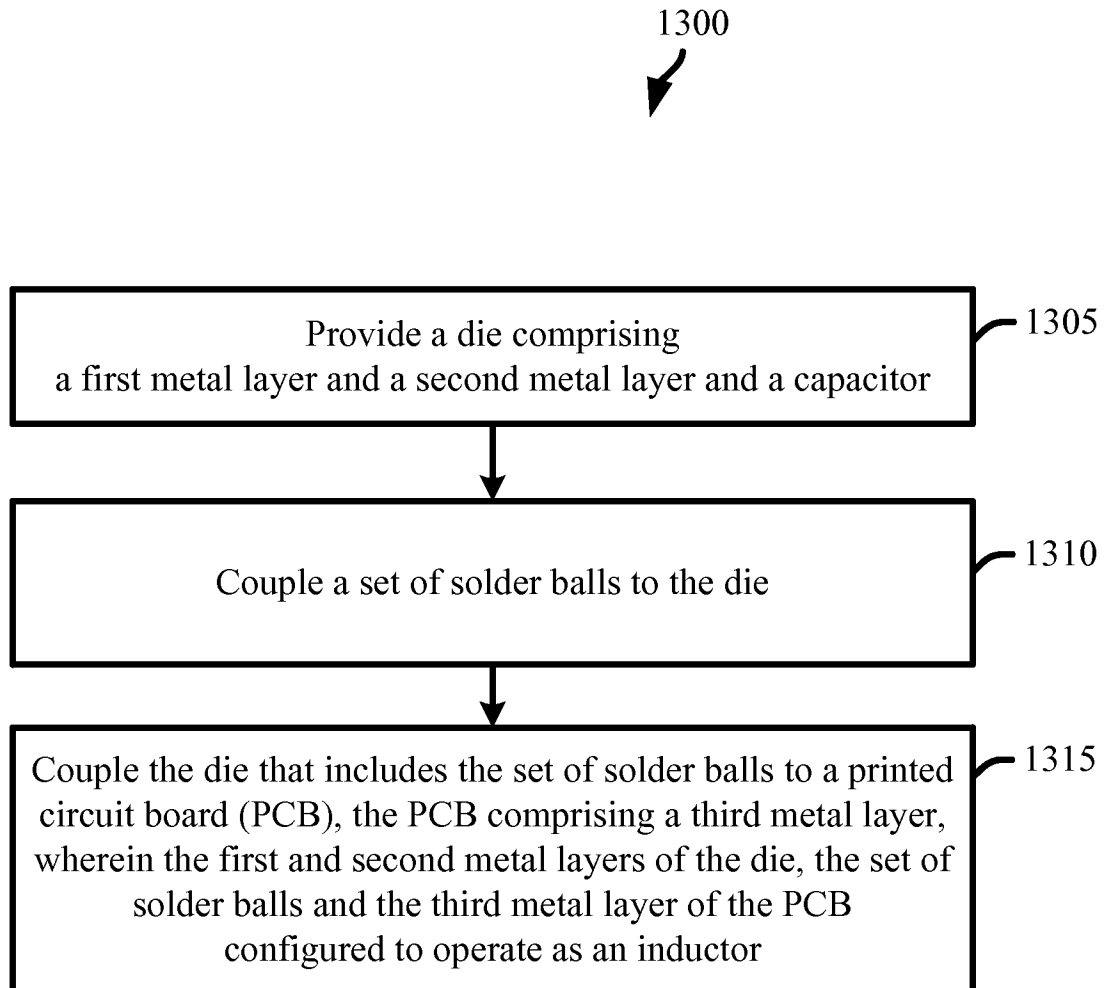 1300
Provide a die comprising
a first metal layer and a second metal layer and a capacitor
1305
Couple a set of solder balls to the die
1310
Couple the die that includes the set of solder balls to a printed
circuit board (PCB), the PCB comprising a third metal layer,
wherein the first and second metal layers of the die, the set of
solder balls and the third metal layer of the PCB
configured to operate as an inductor
1315